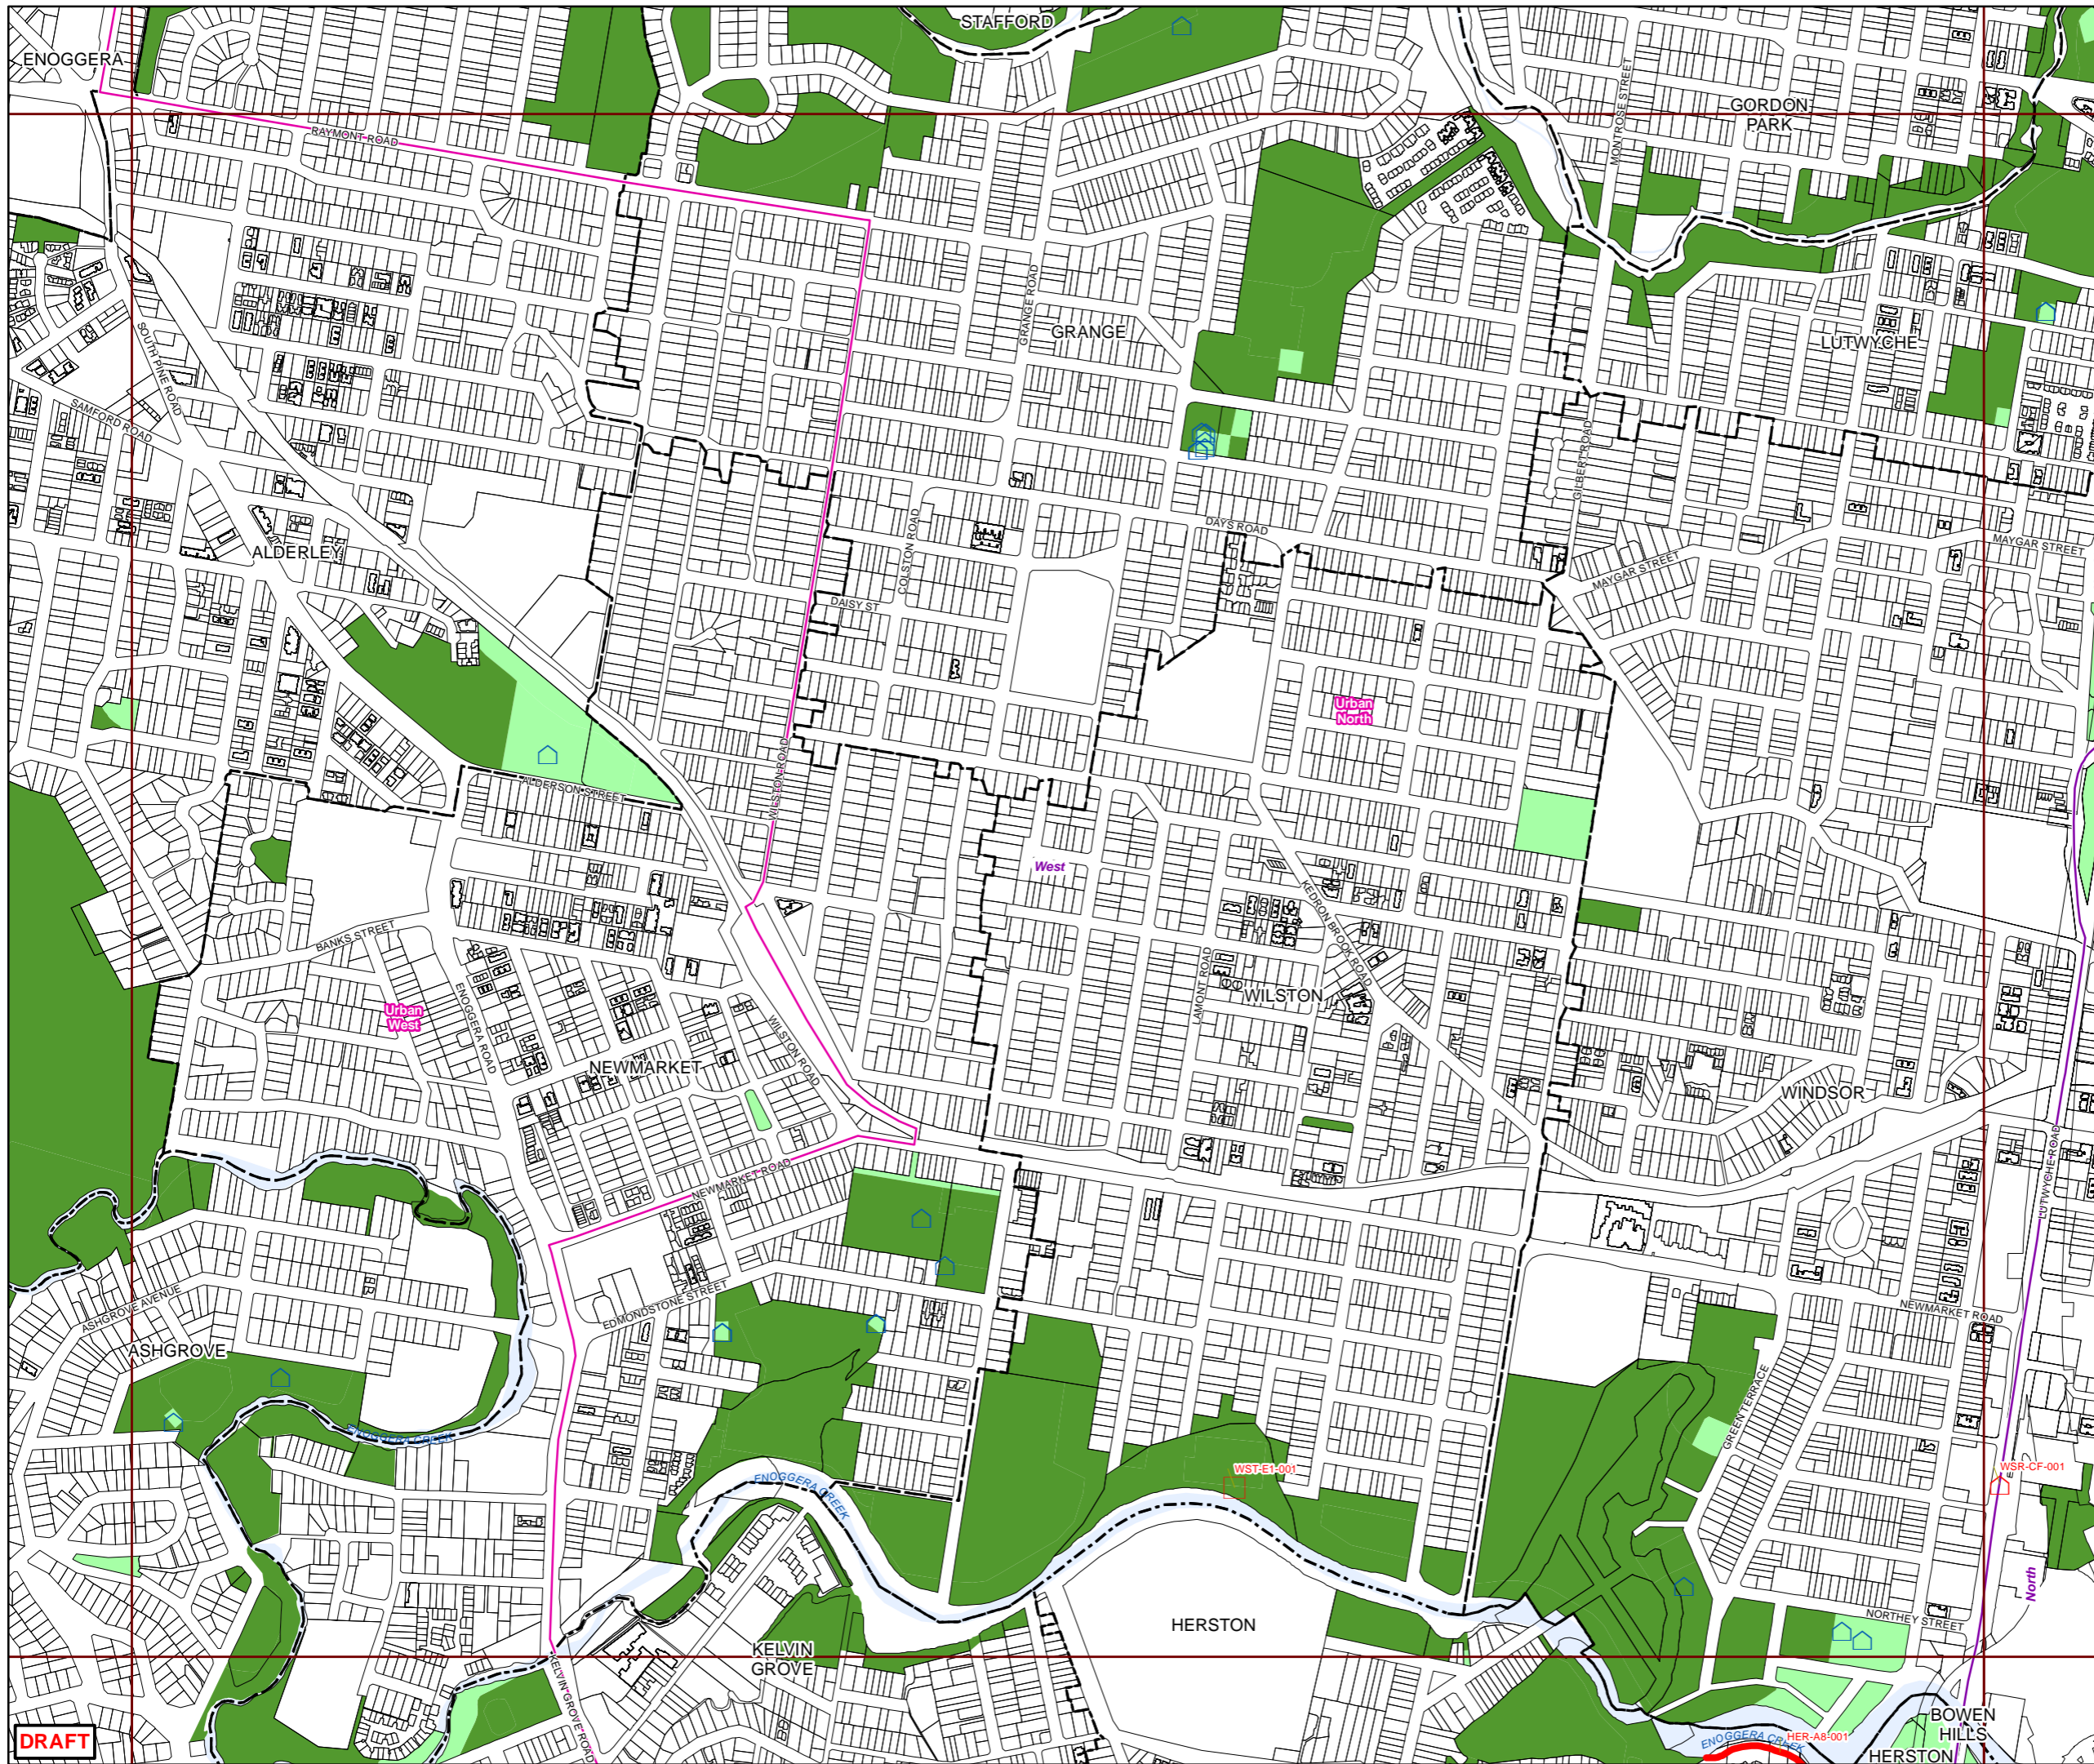 STAFFORD
ENOGGERA
GORDON
PARK
MONTROSE STREET
RAYMONT ROAD
GRANGE ROAD
GRANGE
LUTWYCHE
SOUTH PINE ROAD
SAMFORD ROAD
GILBERT ROAD
DAYS ROAD
COLSTON ROAD
ALDERLEY
MAYGAR STREET
MAYGAR STREET
DAISY ST
Urban
North
WILSTON ROAD
ALDERSON STREET
West
KEDRON BROOK ROAD
BANKS STREET
LAMONT ROAD
WILSTON
ENOGGERA ROAD
Urban
West
WILSTON ROAD
NEWMARKET
WINDSOR
LUTWYCHE ROAD
NEWMARKET ROAD
EDMONDSTONE STREET
ASHGROVE AVENUE
NEWMARKET ROAD
ASHGROVE
GREEN TERRACE
ENOGGERA CREEK
WST-E1-001
WSR-CF-001
ENOGGERA CREEK
North
NORTHEY STREET
HERSTON
KELVIN
GROVE
KELVIN GROVE ROAD
DRAFT
BOWEN
HILLS
ENOGGERA CREEK
HER-A8-001
HERSTON